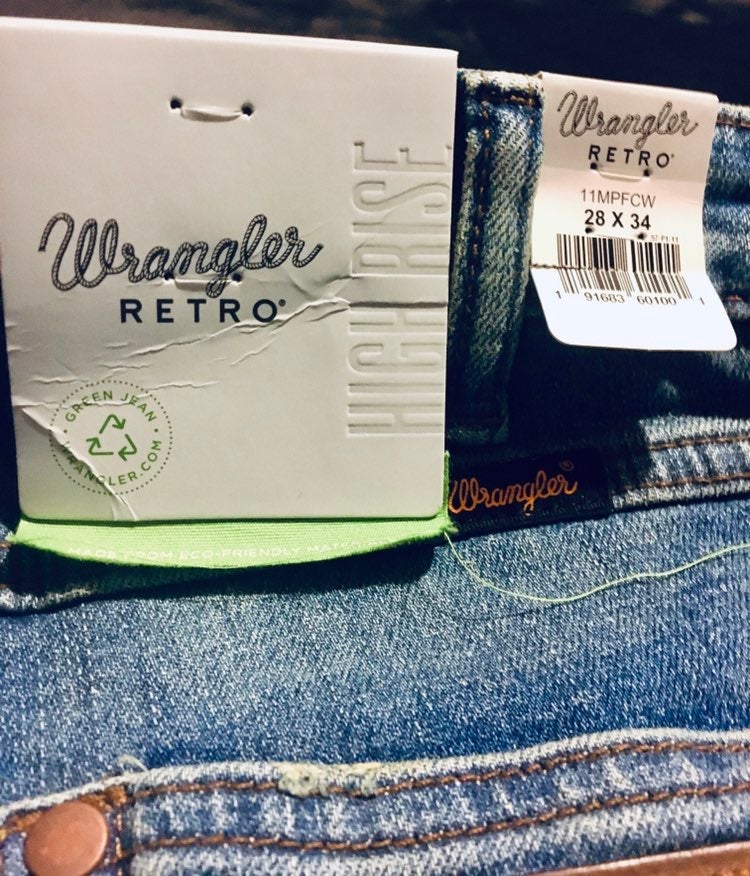 Wrangler
RETRO®
HIGH RISE
GREEN JEAN
WRANGLER.COM
MADE FROM ECO-FRIENDLY
Wrangler
RETRO®
11MPFCW
28 X 34
1 91683 60100 1
Wrangler®